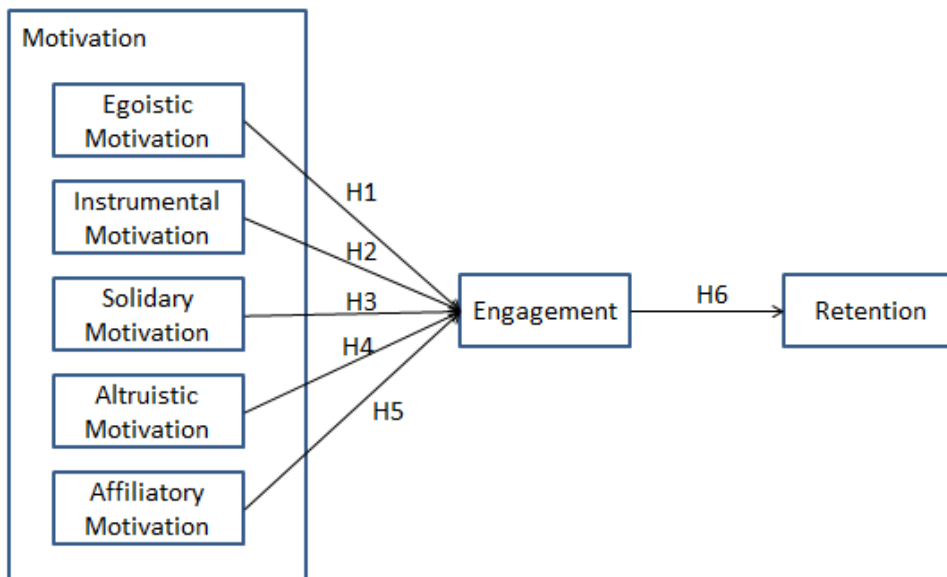 Motivation
Egoistic
Motivation
H1
Instrumental
Motivation
H2
Solidary
Motivation
H3
H4
Altruistic
Motivation
H5
Affiliatory
Motivation
Engagement
H6
Retention